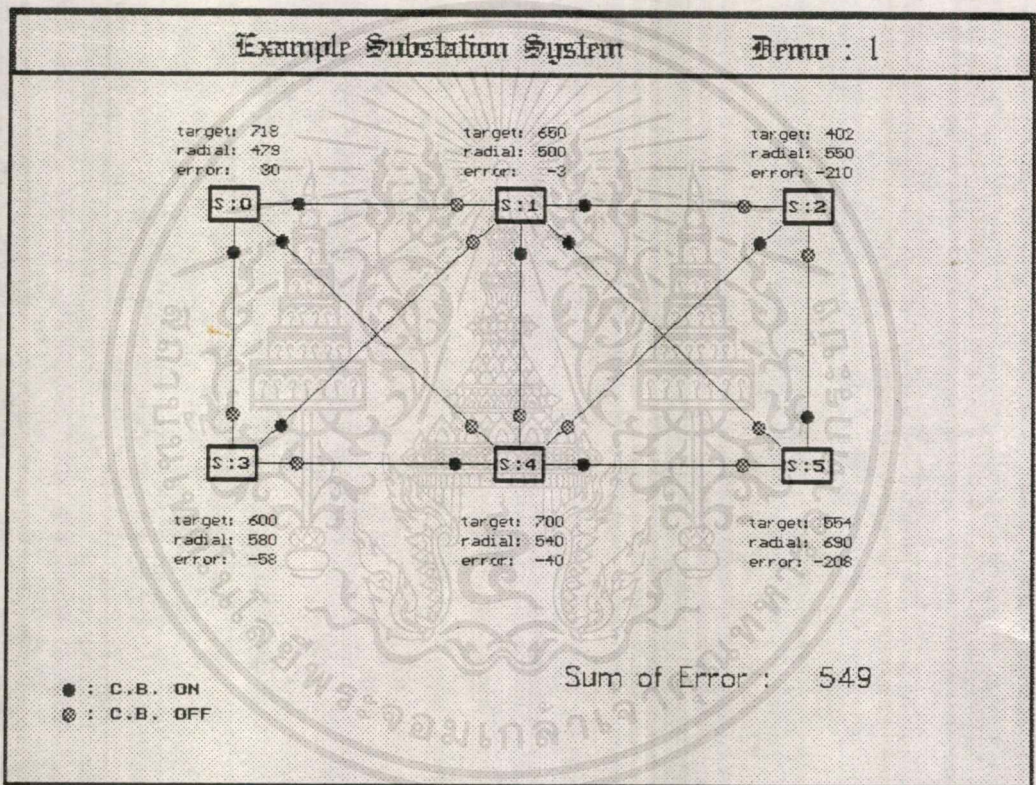 Example Substation System Demo : 1
target: 718
radial: 479
error: 30
target: 650
radial: 500
error: -3
target: 402
radial: 550
error: -210
S:0
S:1
S:2
S:3
S:4
S:5
target: 600
radial: 580
error: -58
target: 700
radial: 540
error: -40
target: 554
radial: 690
error: -208
Sum of Error : 549
● : C.B. ON
: C.B. OFF